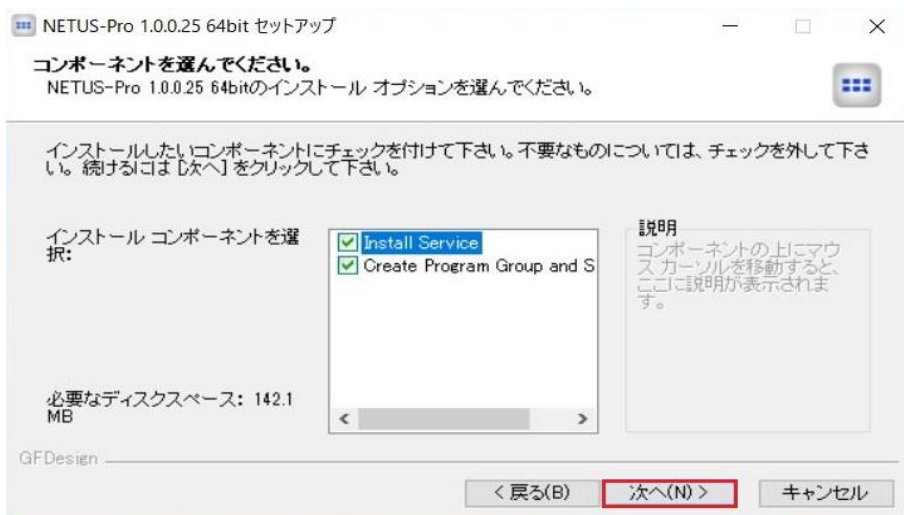 NETUS-Pro 1.0.0.25 64bit セットアップ
コンポーネントを選んでください。
NETUS-Pro 1.0.0.25 64bitのインストール オプションを選んでください。
インストールしたいコンポーネントにチェックを付けて下さい。不要なものについては、チェックを外して下さ
い。続けるには [次へ] をクリックして下さい。
インストール コンポーネントを選
択:
Install Service
Create Program Group and S
説明
コンポーネントの上にマウ
ス カーソルを移動すると、
ここに説明が表示されま
す。
必要なディスクスペース: 142.1
MB
GFDesign
< 戻る(B)
次へ(N) >
キャンセル